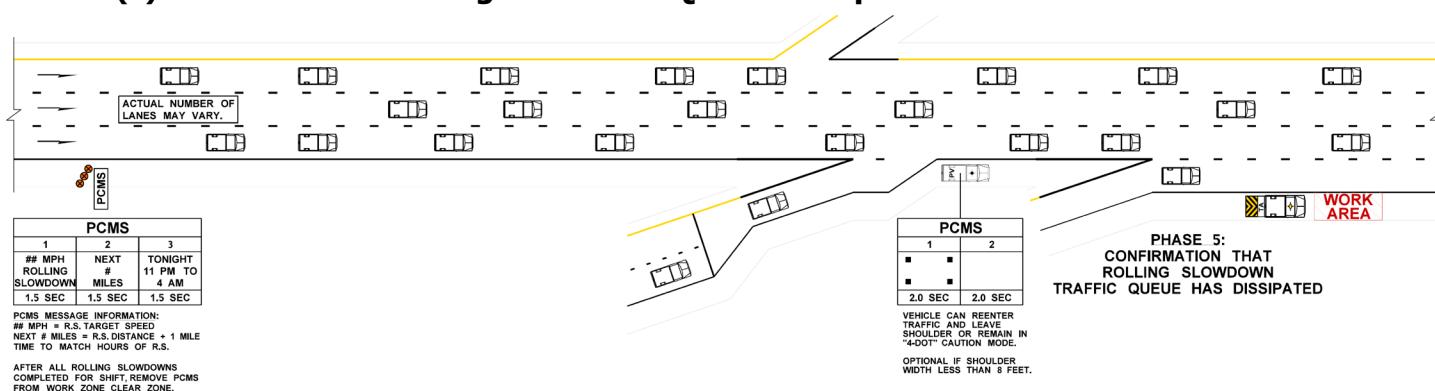 ACTUAL NUMBER OF
LANES MAY VARY.
PCMS
PCMS
1 2 3
## MPH NEXT TONIGHT
ROLLING # 11 PM TO
SLOWDOWN MILES 4 AM
1.5 SEC 1.5 SEC 1.5 SEC
PCMS MESSAGE INFORMATION:
## MPH = R.S. TARGET SPEED
NEXT # MILES = R.S. DISTANCE + 1 MILE
TIME TO MATCH HOURS OF R.S.
AFTER ALL ROLLING SLOWDOWNS
COMPLETED FOR SHIFT, REMOVE PCMS
FROM WORK ZONE CLEAR ZONE.
PV
PCMS
1 2
2.0 SEC 2.0 SEC
VEHICLE CAN REENTER
TRAFFIC AND LEAVE
SHOULDER OR REMAIN IN
"4-DOT" CAUTION MODE.
OPTIONAL IF SHOULDER
WIDTH LESS THAN 8 FEET.
WORK
AREA
PHASE 5:
CONFIRMATION THAT
ROLLING SLOWDOWN
TRAFFIC QUEUE HAS DISSIPATED